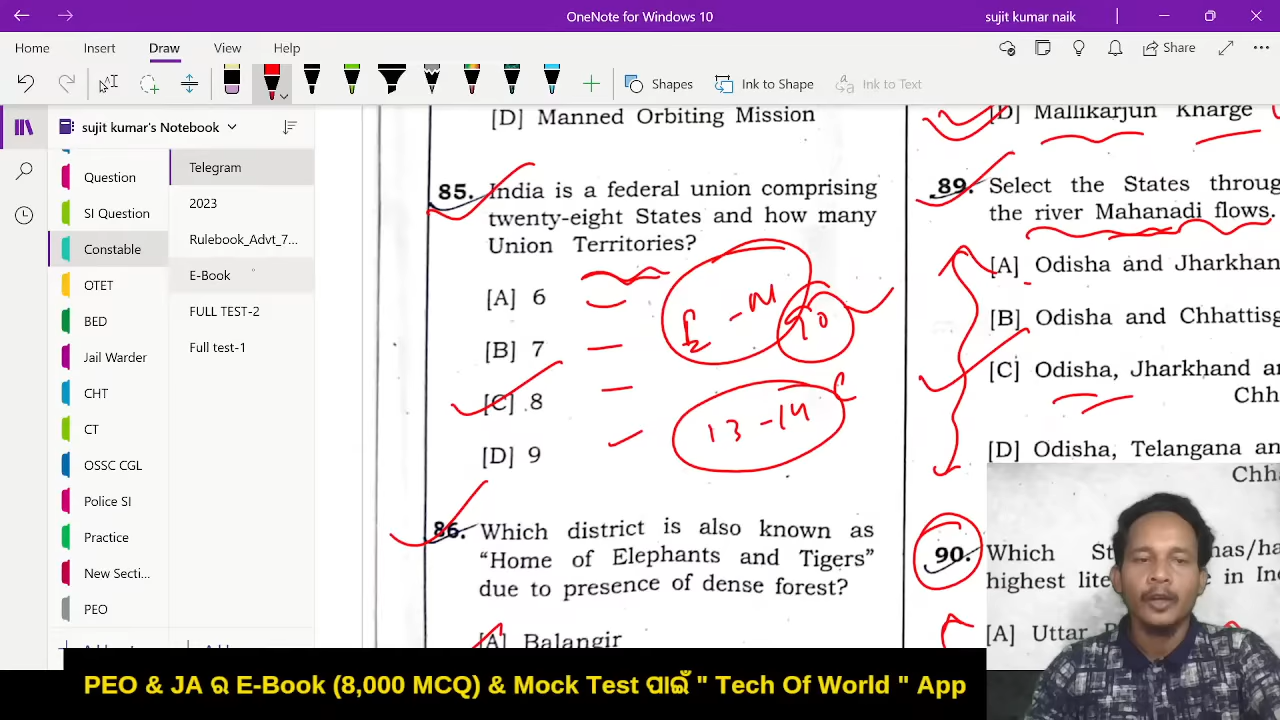 OneNote for Windows 10
sujit kumar naik
Home Insert Draw View Help
Share
Shapes Ink to Shape Ink to Text
sujit kumar's Notebook
Question
SI Question
Constable
OTET
BED
Jail Warder
CHT
CT
OSSC CGL
Police SI
Practice
New Secti...
PEO
Telegram
2023
Rulebook_Advt_7...
E-Book
FULL TEST-2
Full test-1
[D] Manned Orbiting Mission
85. India is a federal union comprising
twenty-eight States and how many
Union Territories?
[A] 6
[B] 7
[C] 8
[D] 9
10
13-14
86. Which district is also known as
"Home of Elephants and Tigers"
due to presence of dense forest?
[A] Balangir
[D] Mallikarjun Kharge
89. Select the States throug
the river Mahanadi flows.
[A] Odisha and Jharkhan
[B] Odisha and Chhattisg
[C] Odisha, Jharkhand an
Chh
[D] Odisha, Telangana an
Chha
90. Which St has/ha
highest lite in In
[A] Uttar
PEO & JA ର E-Book (8,000 MCQ) & Mock Test ପାଇଁ " Tech Of World " App